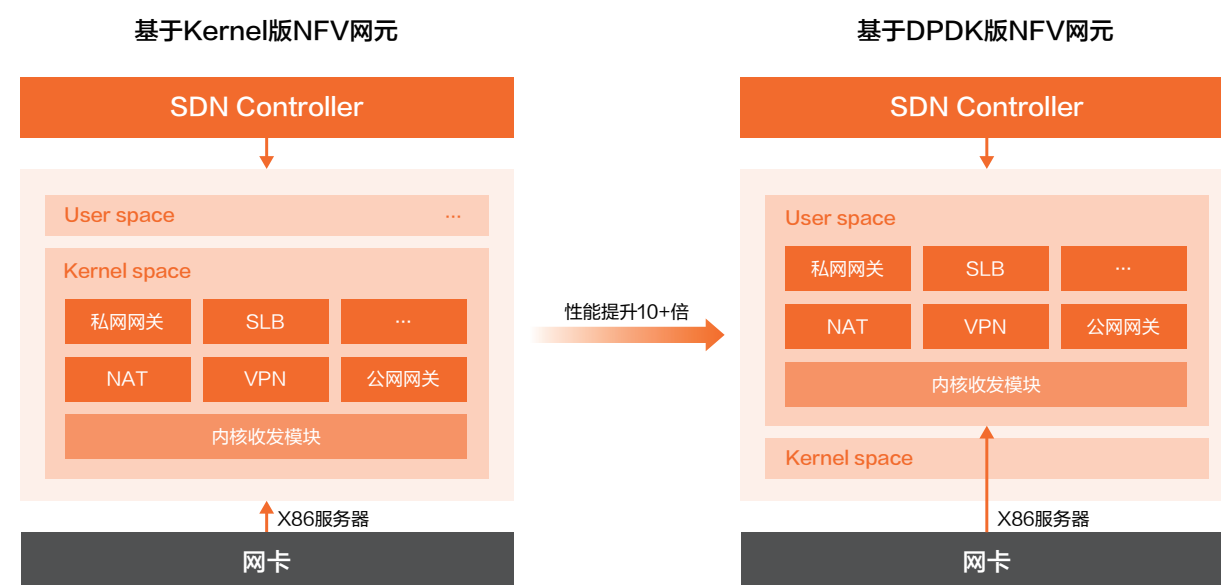 基于Kernel版NFV网元
SDN Controller
User space
…
Kernel space
私网网关
SLB
…
NAT
VPN
公网网关
内核收发模块
X86服务器
网卡
性能提升10+倍
基于DPDK版NFV网元
SDN Controller
User space
私网网关
SLB
…
NAT
VPN
公网网关
内核收发模块
Kernel space
X86服务器
网卡